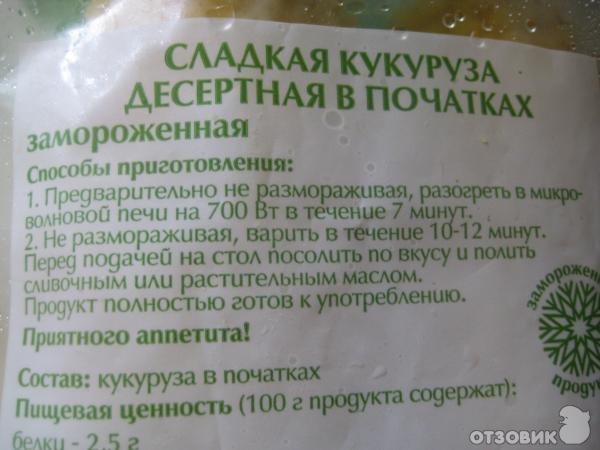 СЛАДКАЯ КУКУРУЗА
ДЕСЕРТНАЯ В ПОЧАТКАХ
замороженная
Способы приготовления:
1. Предварительно не размораживая, разогреть в микро-
волновой печи на 700 Вт в течение 7 минут.
2. Не размораживая, варить в течение 10-12 минут.
Перед подачей на стол посолить по вкусу и полить
сливочным или растительным маслом.
Продукт полностью готов к употреблению.
Приятного аппетита!
Состав: кукуруза в початках
Пищевая ценность (100 г продукта содержат):
белки - 2,5 г
заморожен
продук
ОТЗОВИК